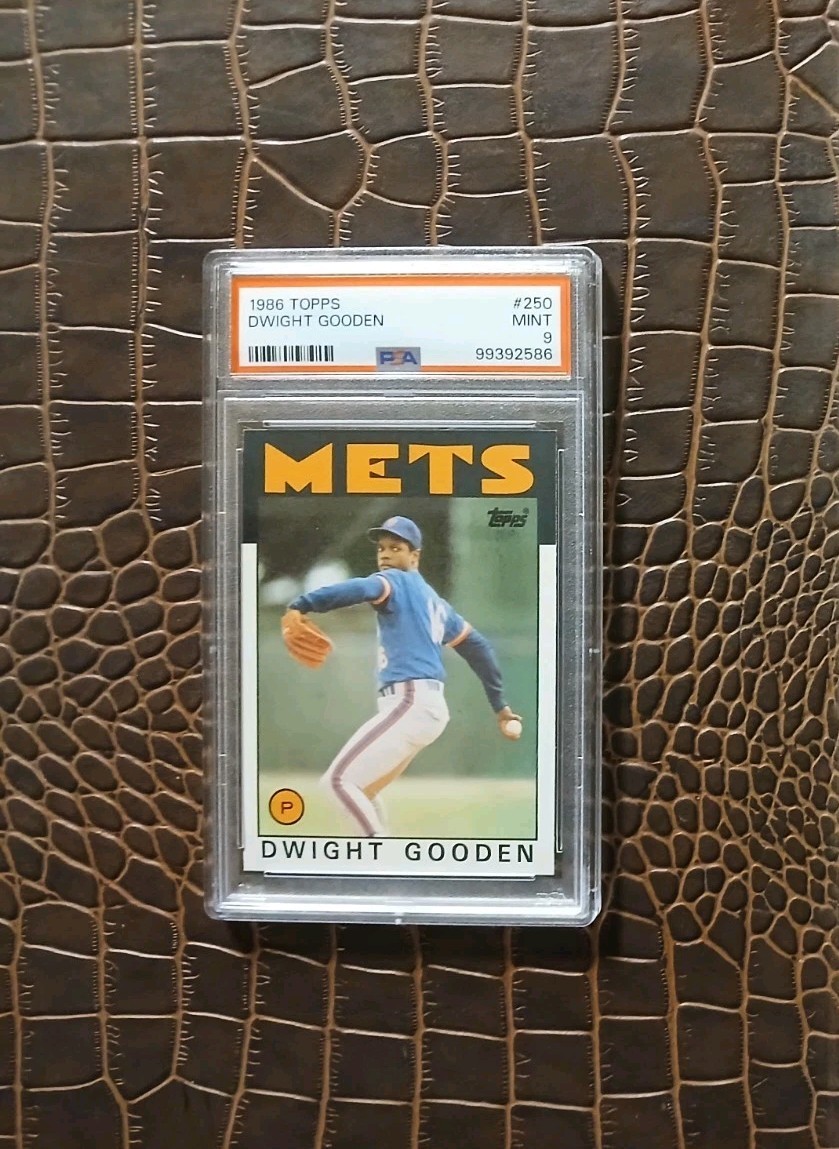 1986 TOPPS #250
DWIGHT GOODEN MINT
9
PSA 99392586
METS
Topps®
P
DWIGHT GOODEN